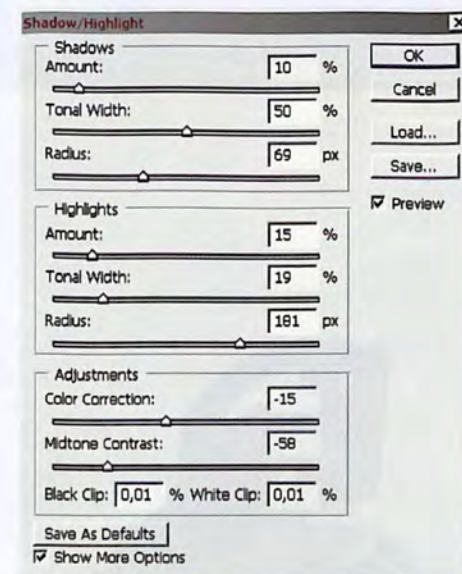 Shadow/Highlight
Shadows
Amount: 10 %
Tonal Width: 50 %
Radius: 69 px
Highlights
Amount: 15 %
Tonal Width: 19 %
Radius: 181 px
Adjustments
Color Correction: -15
Midtone Contrast: -58
Black Clip: 0,01 % White Clip: 0,01 %
Save As Defaults
Show More Options
OK
Cancel
Load...
Save...
Preview